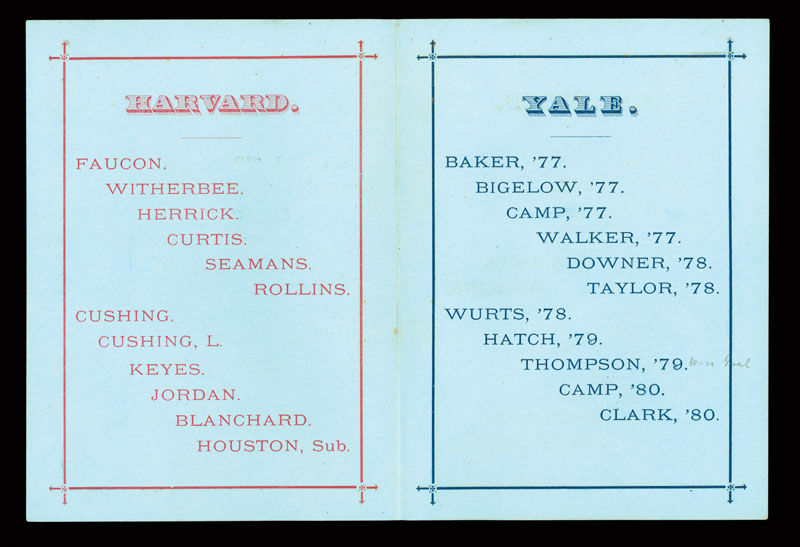 HARVARD.
FAUCON.
WITHERBEE.
HERRICK.
CURTIS.
SEAMANS.
ROLLINS.
CUSHING.
CUSHING, L.
KEYES.
JORDAN.
BLANCHARD.
HOUSTON, Sub.
YALE.
BAKER, '77.
BIGELOW, '77.
CAMP, '77.
WALKER, '77.
DOWNER, '78.
TAYLOR, '78.
WURTS, '78.
HATCH, '79.
THOMPSON, '79.
CAMP, '80.
CLARK, '80.